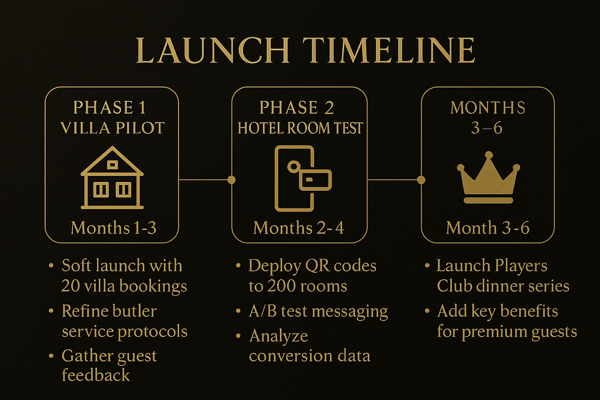 LAUNCH TIMELINE
PHASE 1
VILLA PILOT
Months 1-3
• Soft launch with
20 villa bookings
• Refine butler
service protocols
• Gather guest
feedback
PHASE 2
HOTEL ROOM TEST
Months 2-4
• Deploy QR codes
to 200 rooms
• A/B test messaging
• Analyze
conversion data
MONTHS
3–6
Month 3-6
• Launch Players
Club dinner series
• Add key benefits
for premium guests